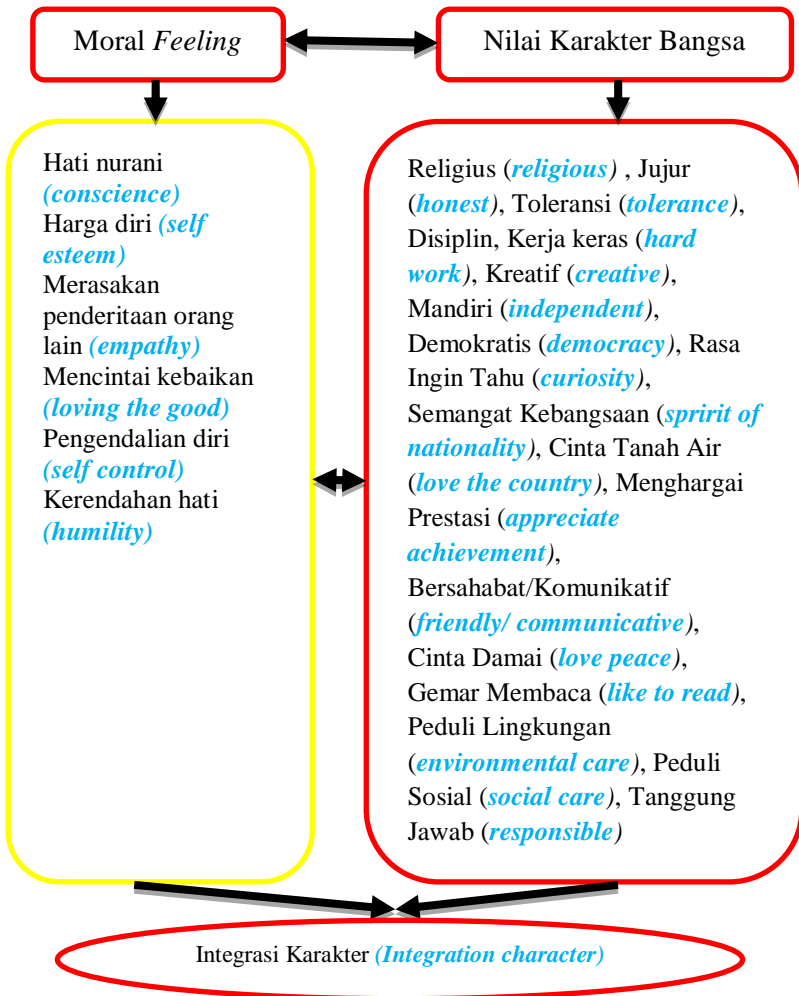 Moral Feeling
Nilai Karakter Bangsa
Hati nurani
(conscience)
Harga diri (self
esteem)
Merasakan
penderitaan orang
lain (empathy)
Mencintai kebaikan
(loving the good)
Pengendalian diri
(self control)
Kerendahan hati
(humility)
Religius (religious) , Jujur
(honest), Toleransi (tolerance),
Disiplin, Kerja keras (hard
work), Kreatif (creative),
Mandiri (independent),
Demokratis (democracy), Rasa
Ingin Tahu (curiosity),
Semangat Kebangsaan (spririt of
nationality), Cinta Tanah Air
(love the country), Menghargai
Prestasi (appreciate
achievement),
Bersahabat/Komunikatif
(friendly/ communicative),
Cinta Damai (love peace),
Gemar Membaca (like to read),
Peduli Lingkungan
(environmental care), Peduli
Sosial (social care), Tanggung
Jawab (responsible)
Integrasi Karakter (Integration character)